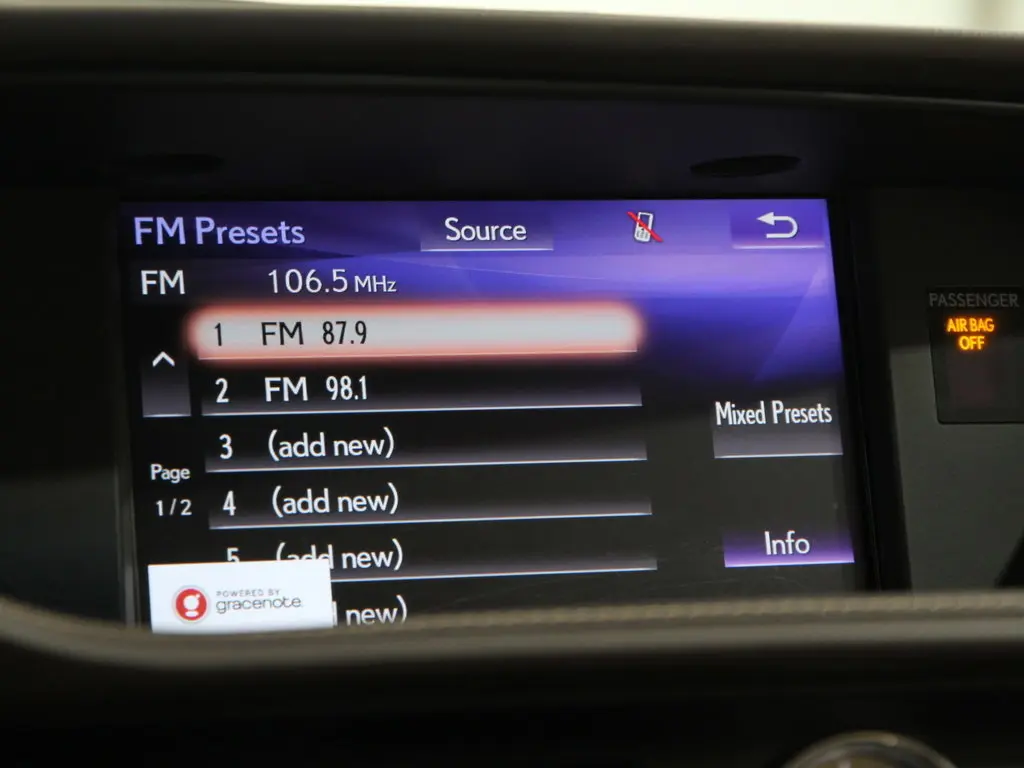 FM Presets Source
FM 106.5 MHz
1 FM 87.9
2 FM 98.1
3 (add new)
4 (add new)
5 (add new)
new)
Page
1/2
Mixed Presets
Info
POWERED BY
gracenote
PASSENGER
AIR BAG
OFF